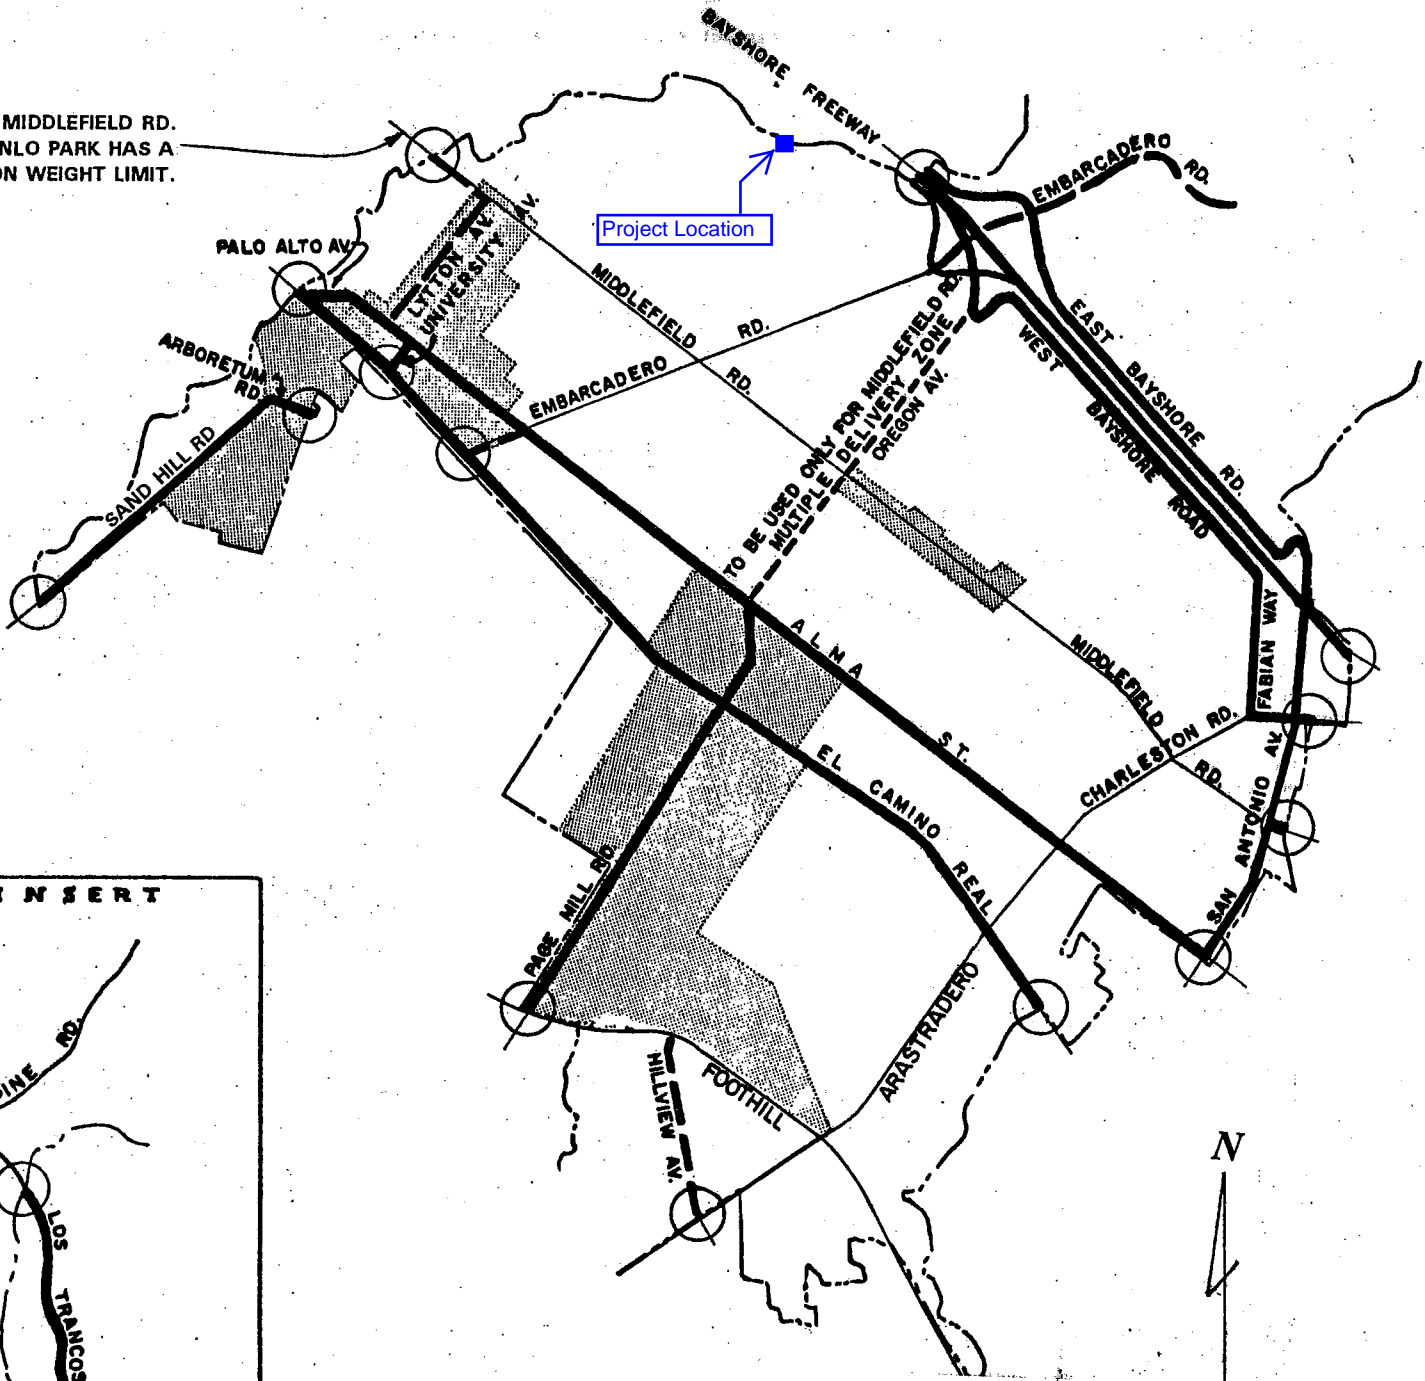 BAYSHORE FREEWAY
MIDDLEFIELD RD.
NLO PARK HAS A
ON WEIGHT LIMIT.
EMBARCADERO RD.
Project Location
PALO ALTO AV
LYTTON AV.
UNIVERSITY AV.
ARBORETUM
RD.
SAND HILL RD
MIDDLEFIELD RD.
EMBARCADERO RD.
TO BE USED ONLY FOR MIDDLEFIELD RD.
MULTIPLE DELIVERY ZONE
OREGON AV.
EAST BAYSHORE RD.
WEST BAYSHORE ROAD
FABIAN WAY
ALMA ST.
MIDDLEFIELD RD.
CHARLESTON RD.
EL CAMINO REAL
SAN ANTONIO AV.
PAGE MILL RD.
ARASTRADERO
FOOTHILL
HILLVIEW AV.
INSERT
PINE RD.
LOS TRANCOS
N